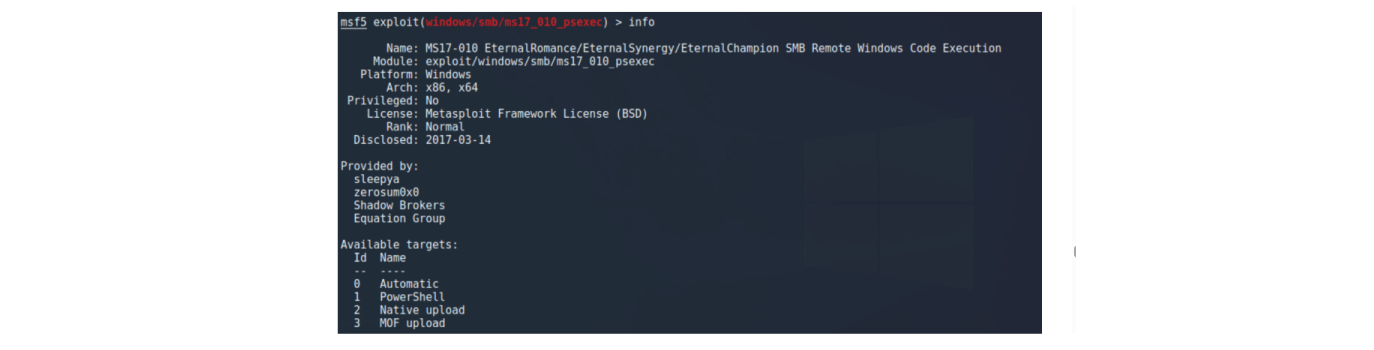 msf5 exploit(windows/smb/ms17_010_psexec) > info
Name: MS17-010 EternalRomance/EternalSynergy/EternalChampion SMB Remote Windows Code Execution
Module: exploit/windows/smb/ms17_010_psexec
Platform: Windows
Arch: x86, x64
Privileged: No
License: Metasploit Framework License (BSD)
Rank: Normal
Disclosed: 2017-03-14
Provided by:
sleepya
zerosum0x0
Shadow Brokers
Equation Group
Available targets:
Id  Name
--  ----
0   Automatic
1   PowerShell
2   Native upload
3   MOF upload